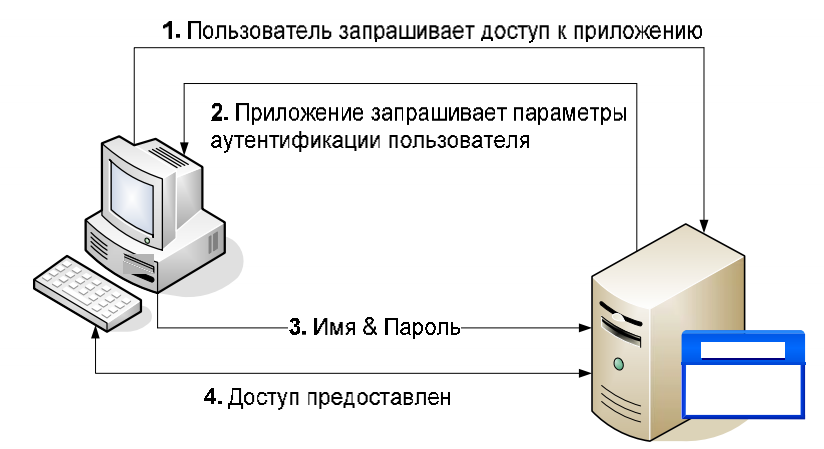 1. Пользователь запрашивает доступ к приложению
2. Приложение запрашивает параметры
аутентификации пользователя
3. Имя & Пароль
4. Доступ предоставлен